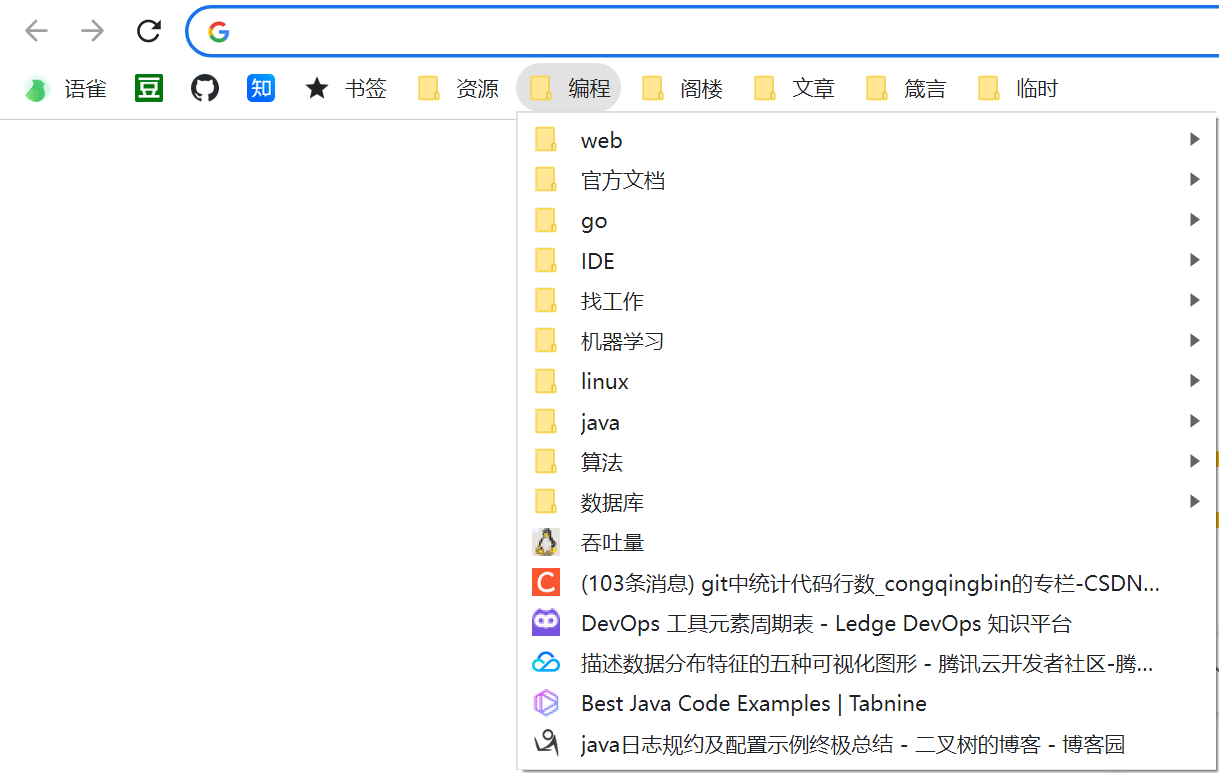 语雀 豆 知 书签 资源 编程 阁楼 文章 箴言 临时
web
官方文档
go
IDE
找工作
机器学习
linux
java
算法
数据库
吞吐量
C (103条消息) git中统计代码行数_congqingbin的专栏-CSDN...
DevOps 工具元素周期表 - Ledge DevOps 知识平台
描述数据分布特征的五种可视化图形 - 腾讯云开发者社区-腾...
Best Java Code Examples | Tabnine
java日志规约及配置示例终极总结 - 二叉树的博客 - 博客园